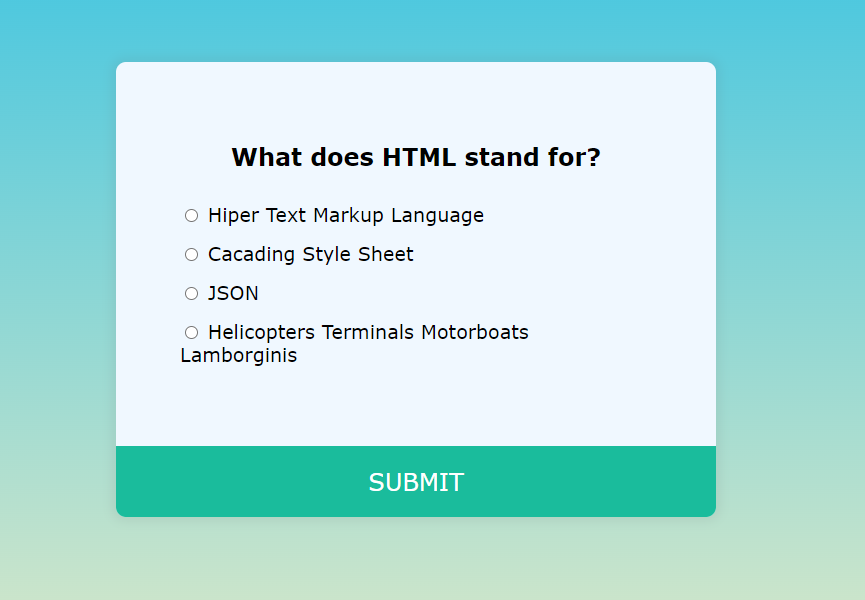 What does HTML stand for?
Hiper Text Markup Language
Cacading Style Sheet
JSON
Helicopters Terminals Motorboats
Lamborginis
SUBMIT